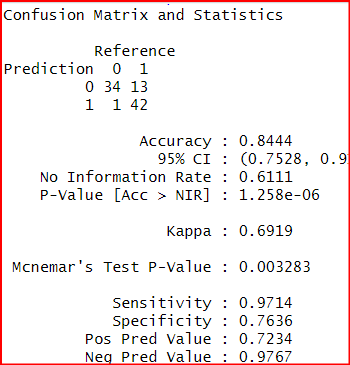 Confusion Matrix and Statistics
Reference
Prediction 0 1
0 34 13
1 1 42
Accuracy : 0.8444
95% CI : (0.7528, 0.9
No Information Rate : 0.6111
P-Value [Acc > NIR] : 1.258e-06
Kappa : 0.6919
Mcnemar's Test P-Value : 0.003283
Sensitivity : 0.9714
Specificity : 0.7636
Pos Pred Value : 0.7234
Neg Pred Value : 0.9767